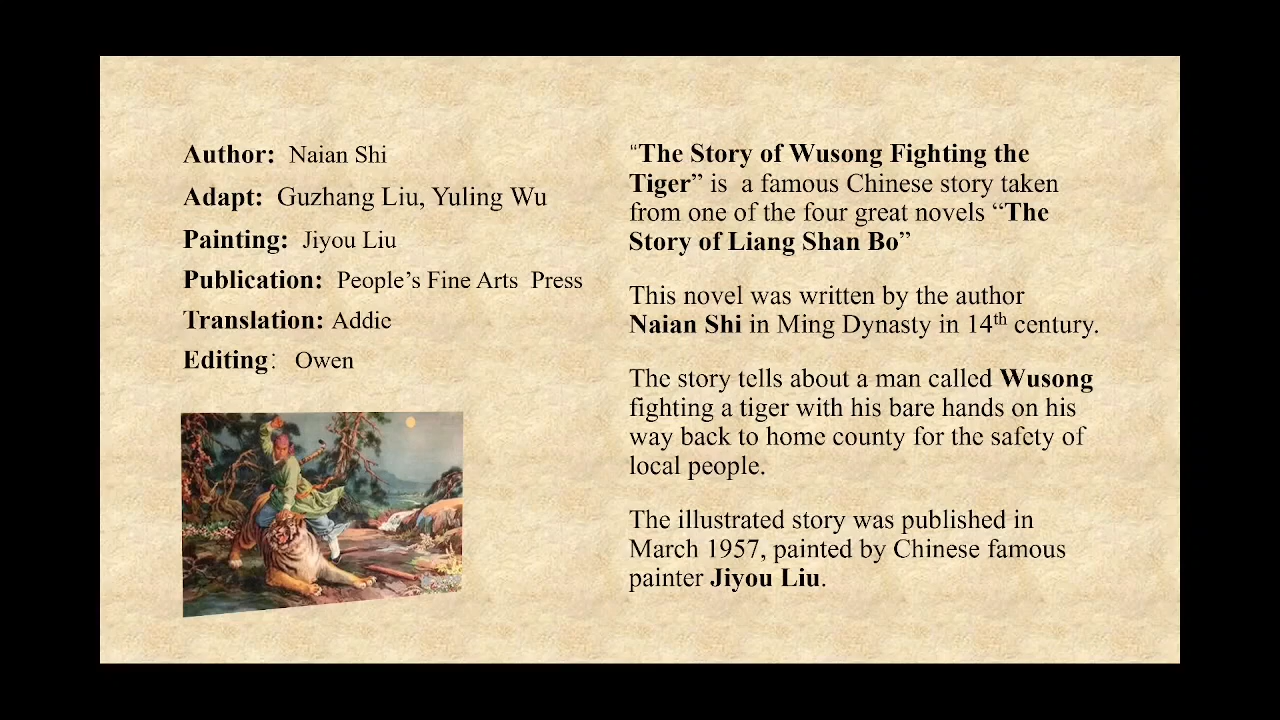 Author: Naian Shi
Adapt: Guzhang Liu, Yuling Wu
Painting: Jiyou Liu
Publication: People’s Fine Arts Press
Translation: Addie
Editing： Owen
“The Story of Wusong Fighting the
Tiger” is a famous Chinese story taken
from one of the four great novels “The
Story of Liang Shan Bo”
This novel was written by the author
Naian Shi in Ming Dynasty in 14th century.
The story tells about a man called Wusong
fighting a tiger with his bare hands on his
way back to home county for the safety of
local people.
The illustrated story was published in
March 1957, painted by Chinese famous
painter Jiyou Liu.